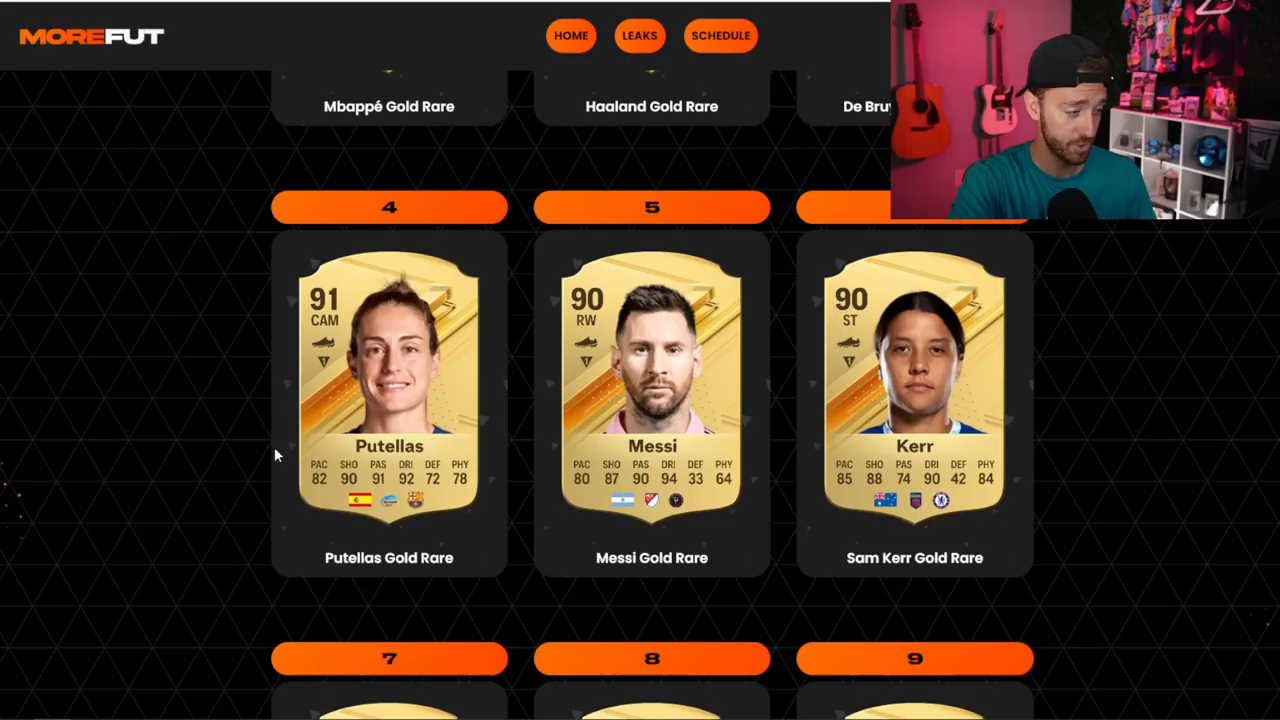 MOREFUT
HOME
LEAKS
SCHEDULE
Mbappé Gold Rare
Haaland Gold Rare
De Bruy
4
5
91
CAM
Putellas
PAC SHO PAS DRI DEF PHY
82 90 91 92 72 78
Putellas Gold Rare
90
RW
Messi
PAC SHO PAS DRI DEF PHY
80 87 90 94 33 64
Messi Gold Rare
90
ST
Kerr
PAC SHO PAS DRI DEF PHY
85 88 74 90 42 84
Sam Kerr Gold Rare
7
8
9